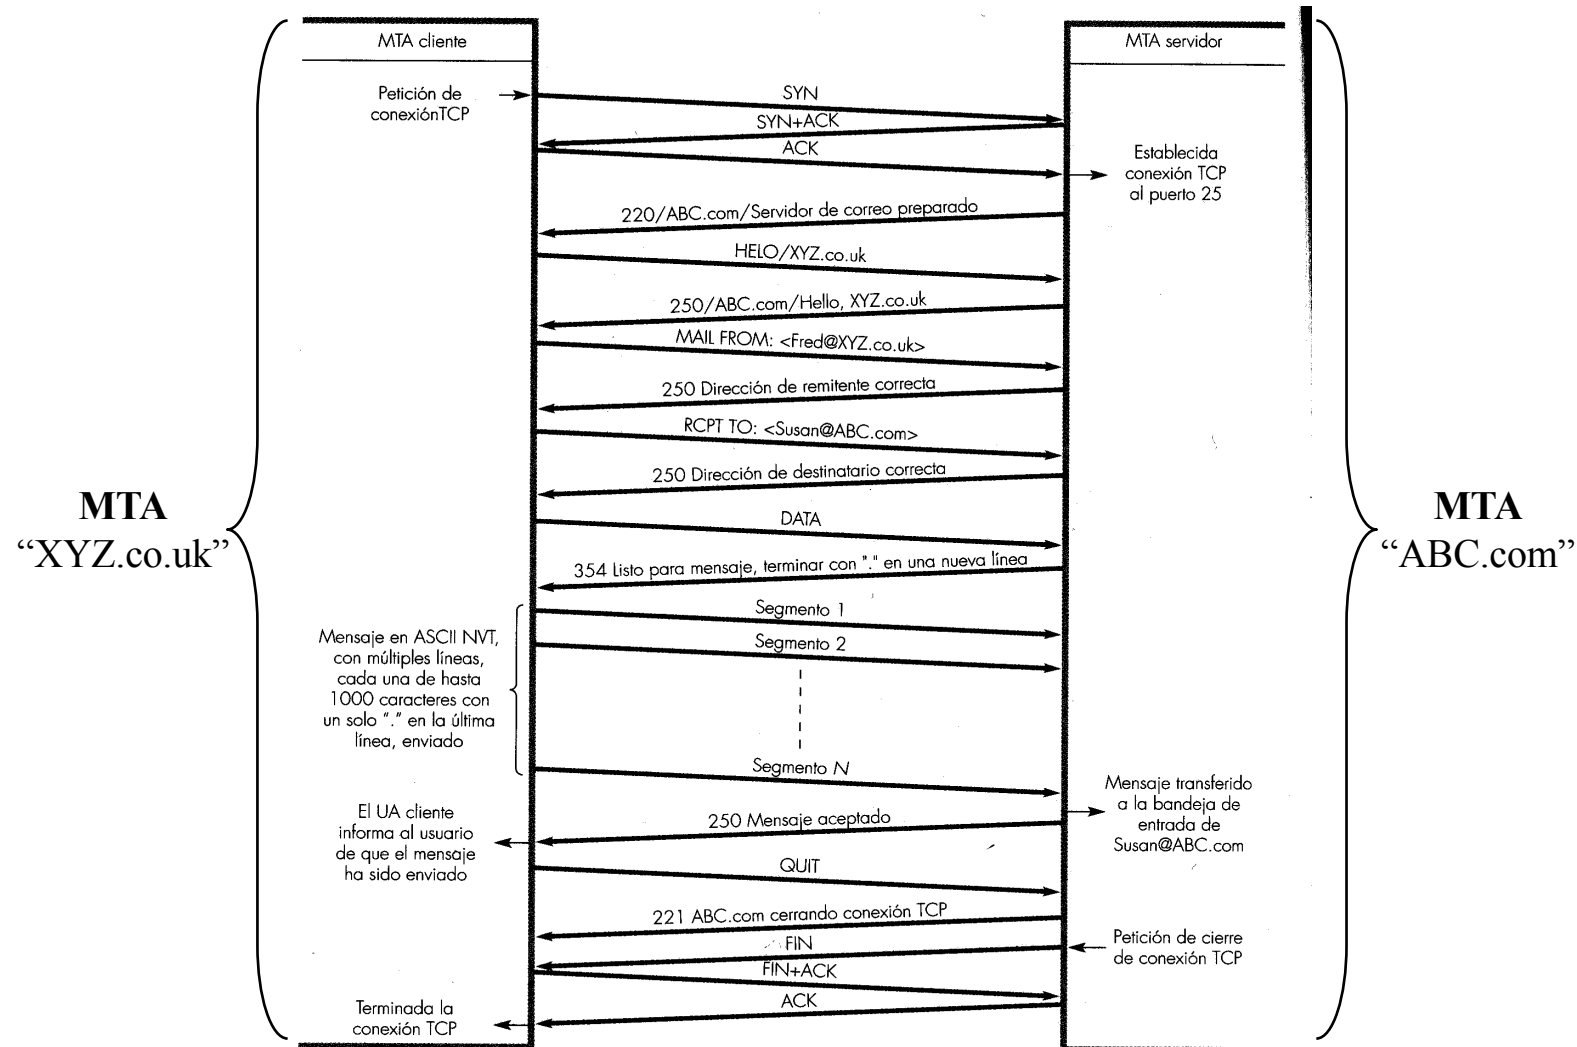 MTA cliente
MTA servidor
Petición de
conexiónTCP
SYN
SYN+ACK
ACK
Establecida
conexión TCP
al puerto 25
220/ABC.com/Servidor de correo preparado
HELO/XYZ.co.uk
250/ABC.com/Hello, XYZ.co.uk
MAIL FROM: <Fred@XYZ.co.uk>
250 Dirección de remitente correcta
RCPT TO: <Susan@ABC.com>
250 Dirección de destinatario correcta
MTA
“XYZ.co.uk”
MTA
“ABC.com”
DATA
354 Listo para mensaje, terminar con "." en una nueva línea
Segmento 1
Segmento 2
Mensaje en ASCII NVT,
con múltiples líneas,
cada una de hasta
1000 caracteres con
un solo "." en la última
línea, enviado
Segmento N
Mensaje transferido
a la bandeja de
entrada de
Susan@ABC.com
250 Mensaje aceptado
El UA cliente
informa al usuario
de que el mensaje
ha sido enviado
QUIT
221 ABC.com cerrando conexión TCP
FIN
Petición de cierre
de conexión TCP
FIN+ACK
ACK
Terminada la
conexión TCP